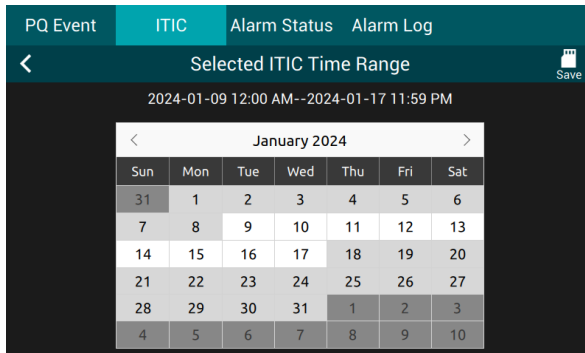 PQ Event ITIC Alarm Status Alarm Log
Selected ITIC Time Range
Save
2024-01-09 12:00 AM--2024-01-17 11:59 PM
< January 2024 >
Sun Mon Tue Wed Thu Fri Sat
31 1 2 3 4 5 6
7 8 9 10 11 12 13
14 15 16 17 18 19 20
21 22 23 24 25 26 27
28 29 30 31 1 2 3
4 5 6 7 8 9 10